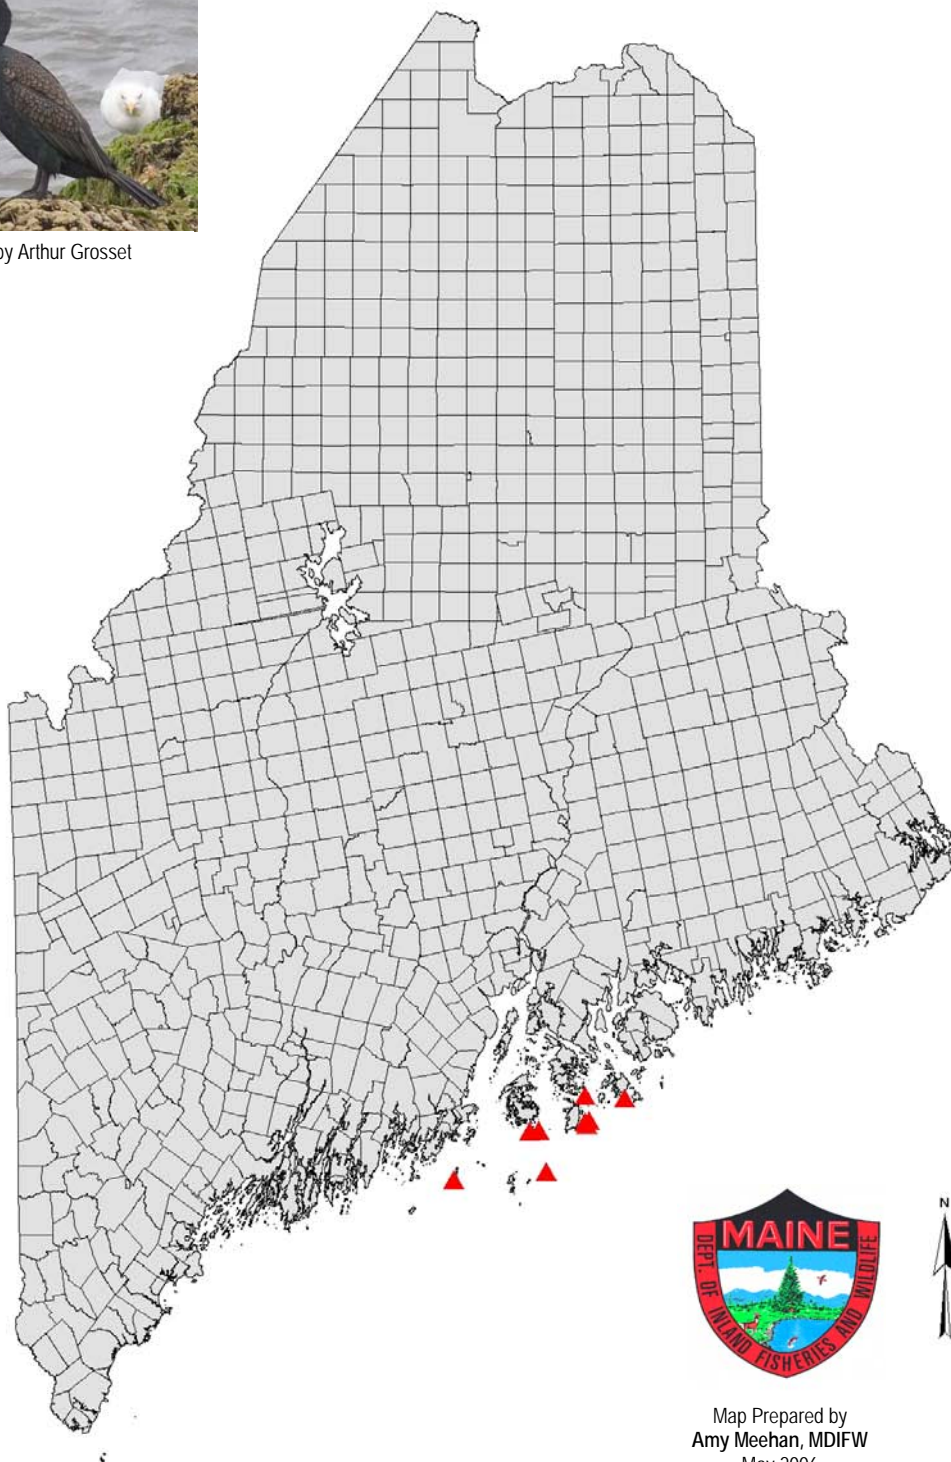 by Arthur Grosset
MAINE
DEPT. OF INLAND FISHERIES AND WILDLIFE
N
Map Prepared by
Amy Meehan, MDIFW